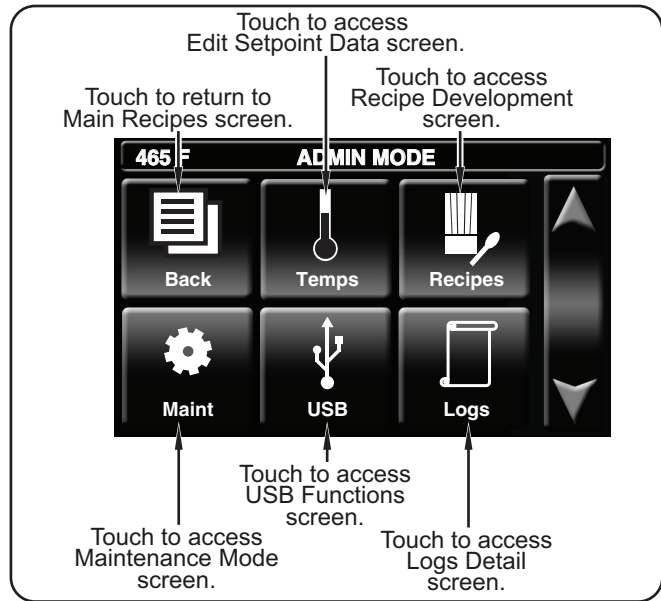 Touch to access
Edit Setpoint Data screen.
Touch to access
Recipe Development
screen.
Touch to return to
Main Recipes screen.
465 F ADMIN MODE
Back
Temps
Recipes
Maint
USB
Logs
Touch to access
USB Functions
screen.
Touch to access
Maintenance Mode
screen.
Touch to access
Logs Detail
screen.